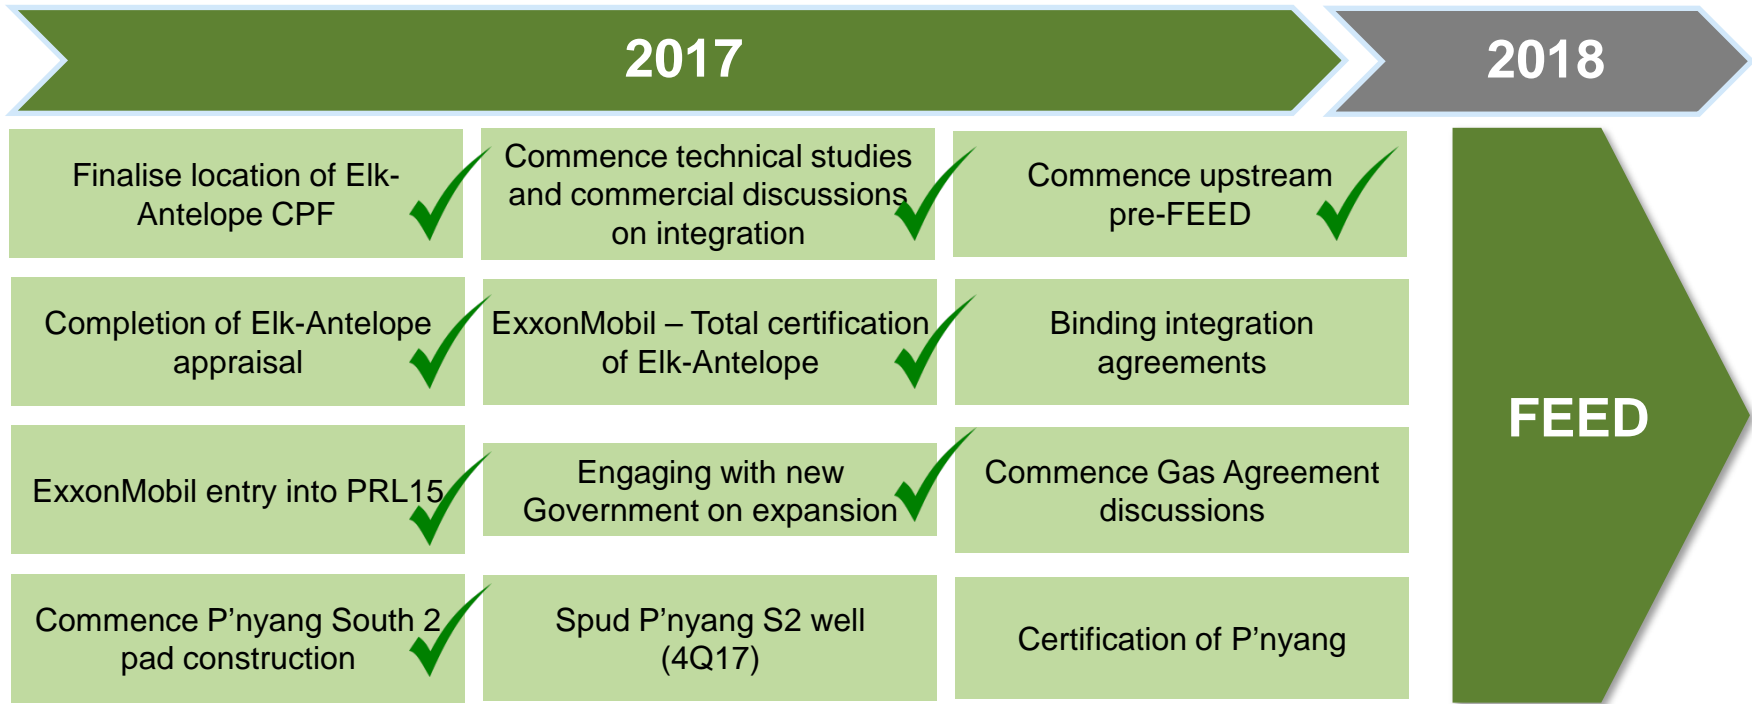 2017
2018
Finalise location of Elk-
Antelope CPF
Commence technical studies
and commercial discussions
on integration
Commence upstream
pre-FEED
Completion of Elk-Antelope
appraisal
ExxonMobil – Total certification
of Elk-Antelope
Binding integration
agreements
ExxonMobil entry into PRL15
Engaging with new
Government on expansion
Commence Gas Agreement
discussions
Commence P’nyang South 2
pad construction
Spud P’nyang S2 well
(4Q17)
Certification of P’nyang
FEED